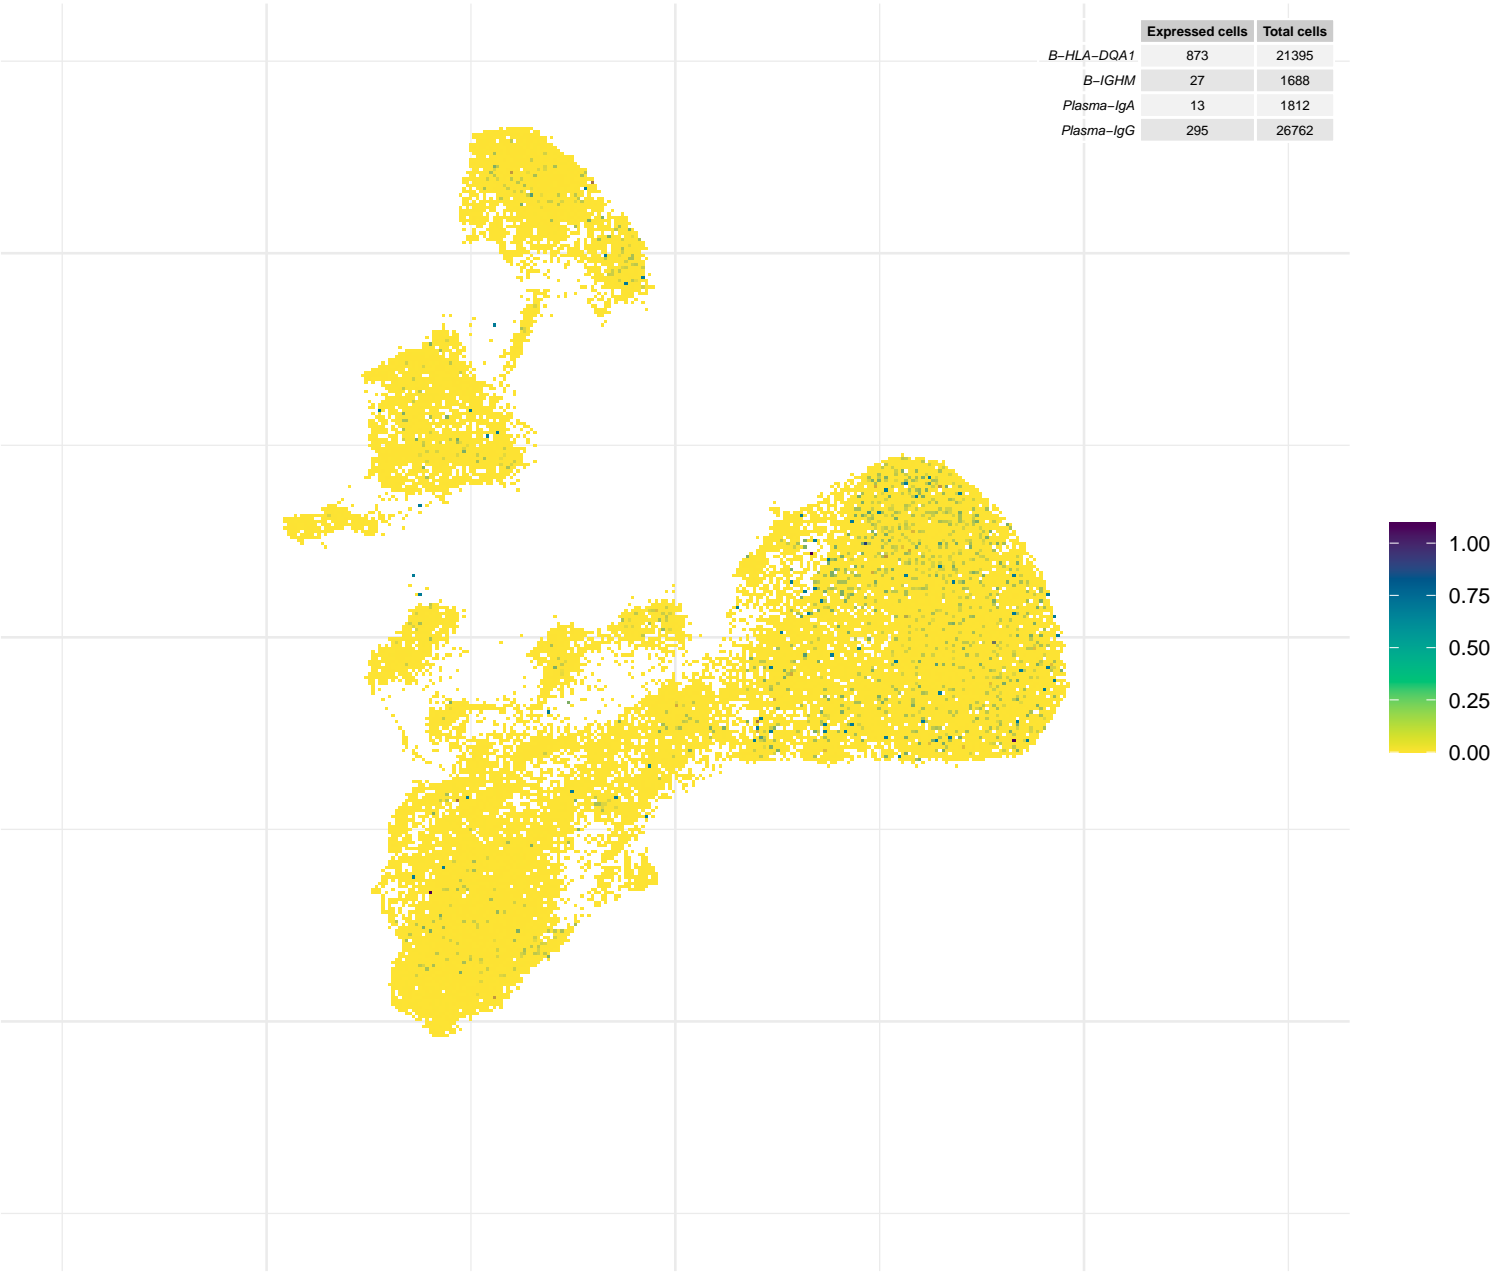 Expressed cells Total cells
B−HLA−DQA1 873 21395
B−IGHM 27 1688
Plasma−IgA 13 1812
Plasma−IgG 295 26762
1.00
0.75
0.50
0.25
0.00